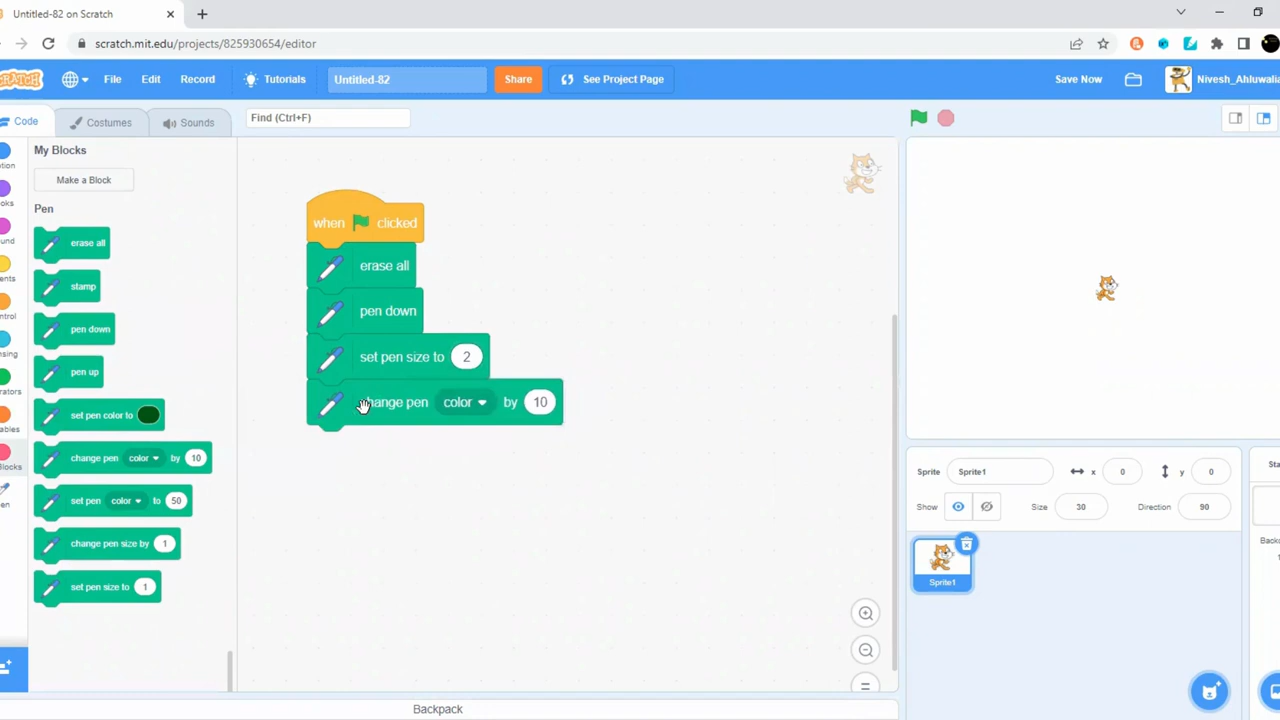 Untitled-82 on Scratch
scratch.mit.edu/projects/825930654/editor
File Edit Record Tutorials Untitled-82 Share See Project Page Save Now Nivesh_Ahluwalia
Code Costumes Sounds Find (Ctrl+F)
My Blocks
Make a Block
Pen
erase all
stamp
pen down
pen up
set pen color to
change pen color by 10
set pen color to 50
change pen size by 1
set pen size to 1
when clicked
erase all
pen down
set pen size to 2
change pen color by 10
Sprite Sprite1 x 0 y 0
Show Size 30 Direction 90
Sprite1
Backpack